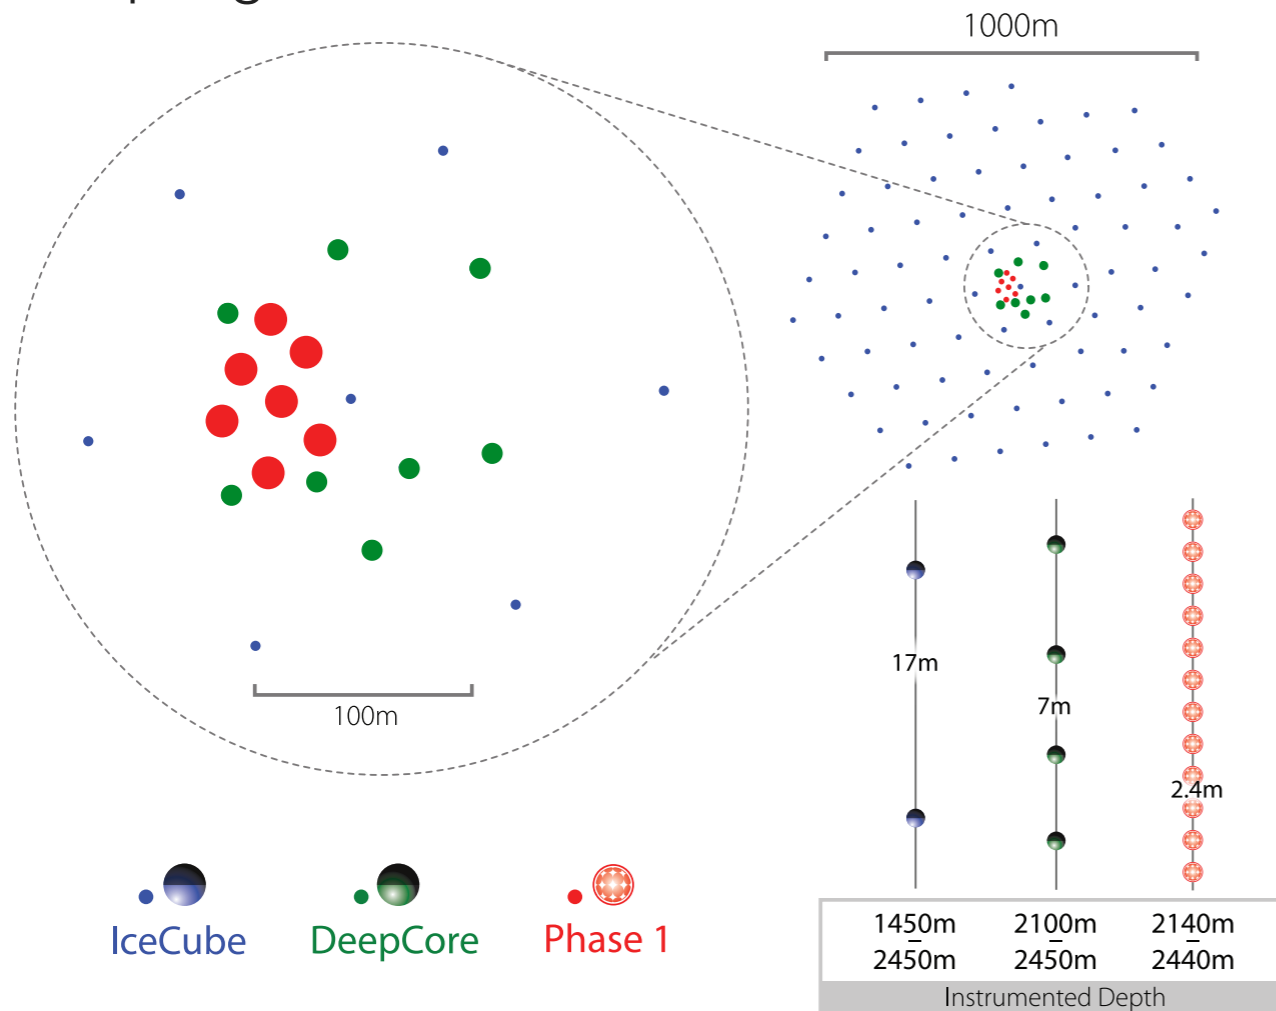 1000m
100m
17m
7m
2.4m
IceCube
DeepCore
Phase 1
1450m
–
2450m
2100m
–
2450m
2140m
–
2440m
Instrumented Depth